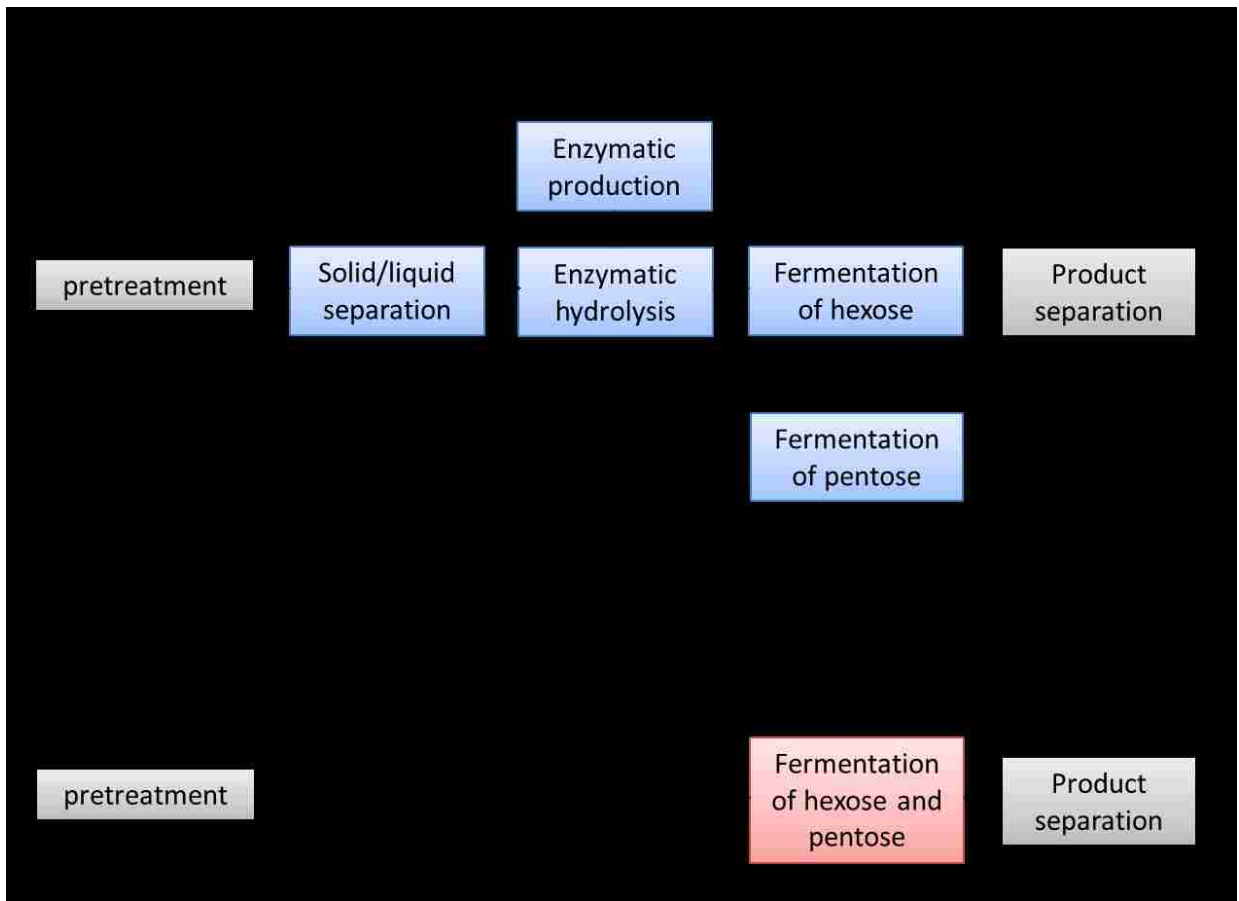 Enzymatic
production
pretreatment
Solid/liquid
separation
Enzymatic
hydrolysis
Fermentation
of hexose
Product
separation
Fermentation
of pentose
pretreatment
Fermentation
of hexose and
pentose
Product
separation